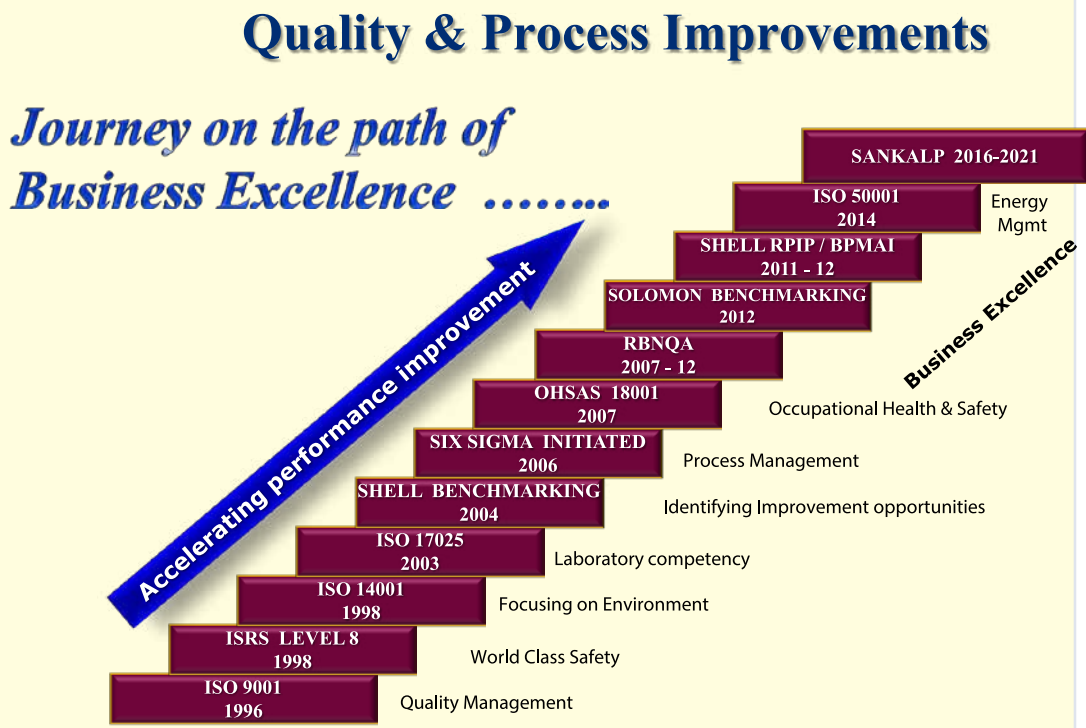 Quality & Process Improvements
Journey on the path of
Business Excellence ……..
Accelerating performance improvement
SANKALP 2016-2021
ISO 50001
2014
Energy
Mgmt
SHELL RPIP / BPMAI
2011 - 12
Business Excellence
SOLOMON BENCHMARKING
2012
RBNQA
2007 - 12
OHSAS 18001
2007
Occupational Health & Safety
SIX SIGMA INITIATED
2006
Process Management
SHELL BENCHMARKING
2004
Identifying Improvement opportunities
ISO 17025
2003
Laboratory competency
ISO 14001
1998
Focusing on Environment
ISRS LEVEL 8
1998
World Class Safety
ISO 9001
1996
Quality Management